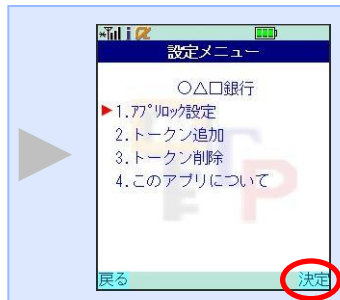 設定メニュー
○△□銀行
1.アプリロック設定
2.トークン追加
3.トークン削除
4.このアプリについて
戻る
決定